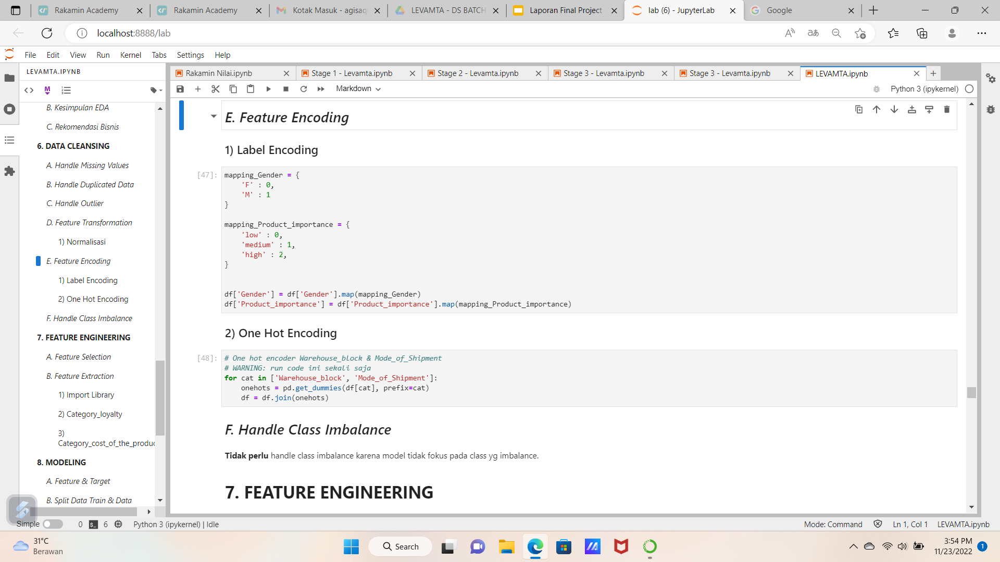 Rakamin Academy
Rakamin Academy
Kotak Masuk - agisaq
LEVAMTA - DS BATCH
Laporan Final Project
lab (6) - JupyterLab
Google
localhost:8888/lab
File Edit View Run Kernel Tabs Settings Help
LEVAMTA.IPYNB
Rakamin Nilai.ipynb
Stage 1 - Levamta.ipynb
Stage 2 - Levamta.ipynb
Stage 3 - Levamta.ipynb
Stage 3 - Levamta.ipynb
LEVAMTA.ipynb
Markdown
Python 3 (ipykernel)
B. Kesimpulan EDA
C. Rekomendasi Bisnis
6. DATA CLEANSING
A. Handle Missing Values
B. Handle Duplicated Data
C. Handle Outlier
D. Feature Transformation
1) Normalisasi
E. Feature Encoding
1) Label Encoding
2) One Hot Encoding
F. Handle Class Imbalance
7. FEATURE ENGINEERING
A. Feature Selection
B. Feature Extraction
1) Import Library
2) Category_loyalty
3)
Category_cost_of_the_produc
8. MODELING
A. Feature & Target
B. Split Data Train & Data
E. Feature Encoding
1) Label Encoding
[47]:
mapping_Gender = {
'F' : 0,
'M' : 1
}
mapping_Product_importance = {
'low' : 0,
'medium' : 1,
'high' : 2,
}
df['Gender'] = df['Gender'].map(mapping_Gender)
df['Product_importance'] = df['Product_importance'].map(mapping_Product_importance)
2) One Hot Encoding
[48]:
# One hot encoder Warehouse_block & Mode_of_Shipment
# WARNING: run code ini sekali saja
for cat in ['Warehouse_block', 'Mode_of_Shipment']:
onehots = pd.get_dummies(df[cat], prefix=cat)
df = df.join(onehots)
F. Handle Class Imbalance
Tidak perlu handle class imbalance karena model tidak fokus pada class yg imbalance.
7. FEATURE ENGINEERING
Simple 0 6 Python 3 (ipykernel) | Idle
Mode: Command Ln 1, Col 1 LEVAMTA.ipynb
31°C
Berawan
Search
3:54 PM
11/23/2022
1